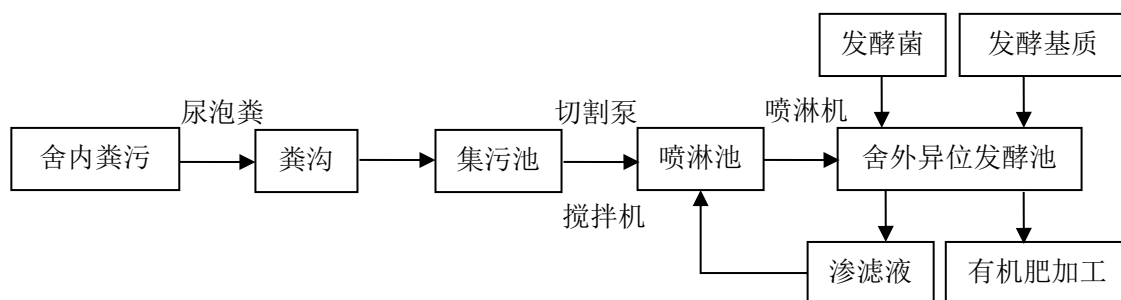 发酵菌
发酵基质
尿泡粪
切割泵
喷淋机
舍内粪污
粪沟
集污池
喷淋池
舍外异位发酵池
搅拌机
渗滤液
有机肥加工